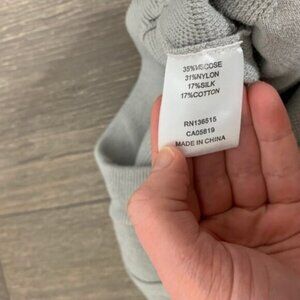 35%VISCOSE
31%NYLON
17%SILK
17%COTTON
RN136515
CA05819
MADE IN CHINA